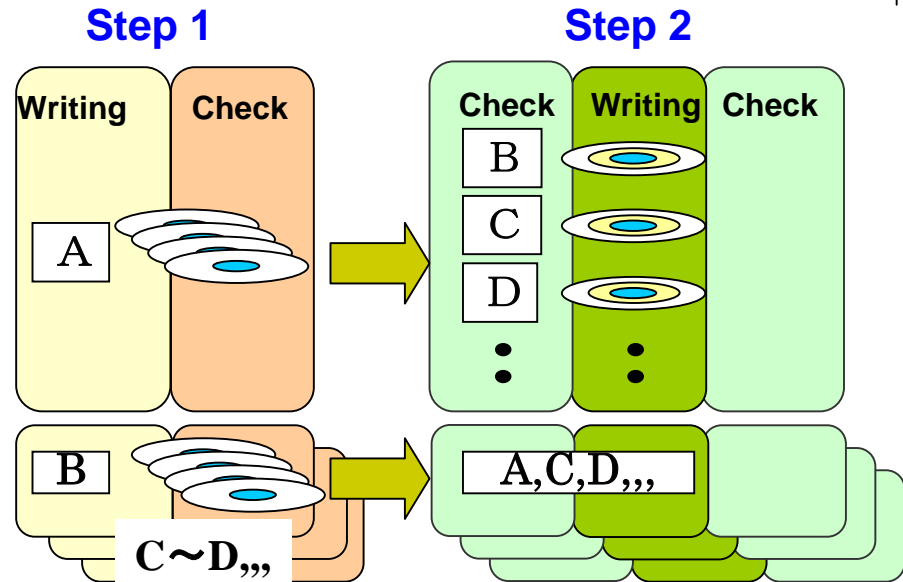 Step 1
Step 2
Writing Check
Check Writing Check
A
B
C
D
B
A,C,D,,,
C～D,,,